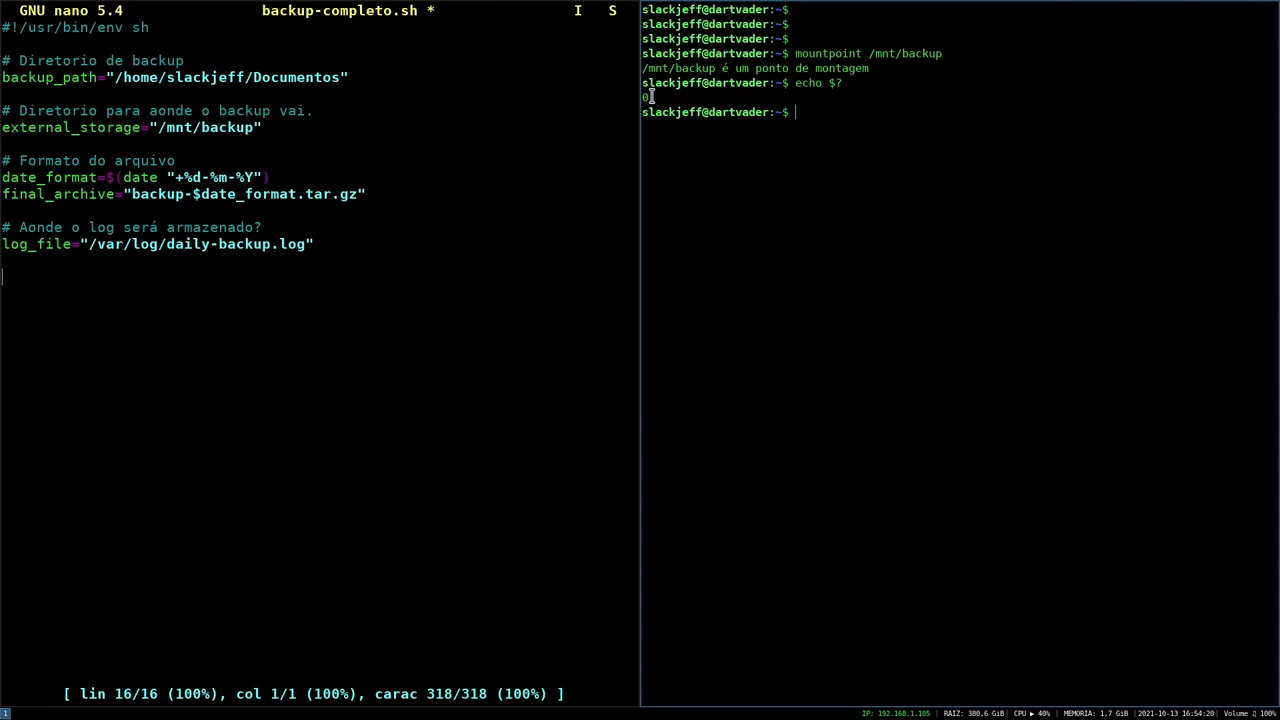 GNU nano 5.4 backup-completo.sh * I S
#!/usr/bin/env sh
# Diretorio de backup
backup_path="/home/slackjeff/Documentos"
# Diretorio para aonde o backup vai.
external_storage="/mnt/backup"
# Formato do arquivo
date_format=$(date "+%d-%m-%Y")
final_archive="backup-$date_format.tar.gz"
# Aonde o log será armazenado?
log_file="/var/log/daily-backup.log"
[ lin 16/16 (100%), col 1/1 (100%), carac 318/318 (100%) ]
slackjeff@dartvader:~$
slackjeff@dartvader:~$
slackjeff@dartvader:~$
slackjeff@dartvader:~$ mountpoint /mnt/backup
/mnt/backup é um ponto de montagem
slackjeff@dartvader:~$ echo $?
0
slackjeff@dartvader:~$
1 IP: 192.168.1.105 | RAIZ: 380,6 GiB | CPU ▶ 40% | MEMORIA: 1,7 GiB | 2021-10-13 16:54:20 | Volume ♫ 100%